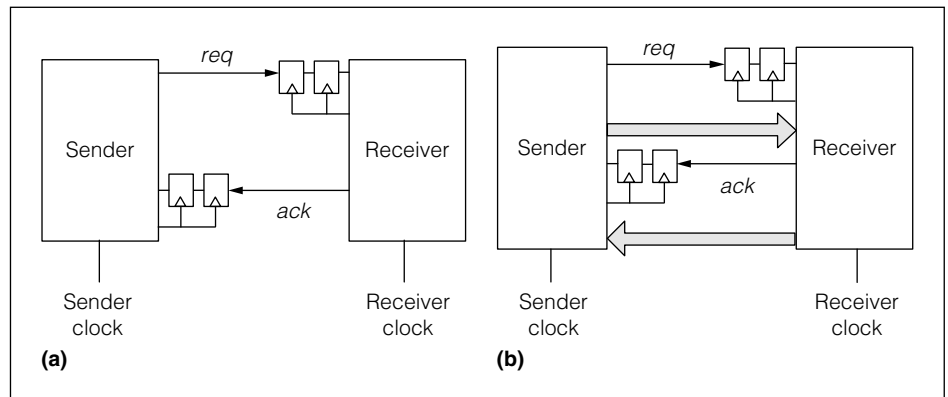 req
Sender
Receiver
ack
Sender
clock
Receiver
clock
(a)
req
Sender
Receiver
ack
Sender
clock
Receiver
clock
(b)